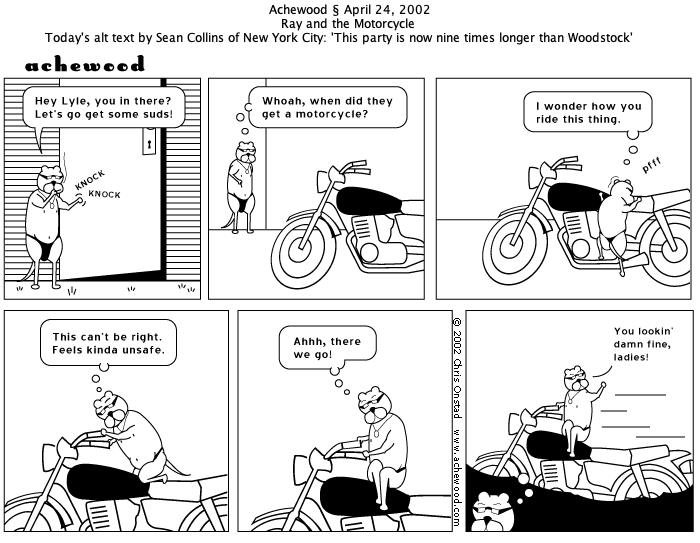 Achewood § April 24, 2002
Ray and the Motorcycle
Today's alt text by Sean Collins of New York City: 'This party is now nine times longer than Woodstock'
achewood
Hey Lyle, you in there?
Let's go get some suds!
KNOCK
KNOCK
Whoah, when did they
get a motorcycle?
I wonder how you
ride this thing.
pfff
This can't be right.
Feels kinda unsafe.
Ahhh, there
we go!
© 2002 Chris Onstad www.achewood.com
You lookin'
damn fine,
ladies!